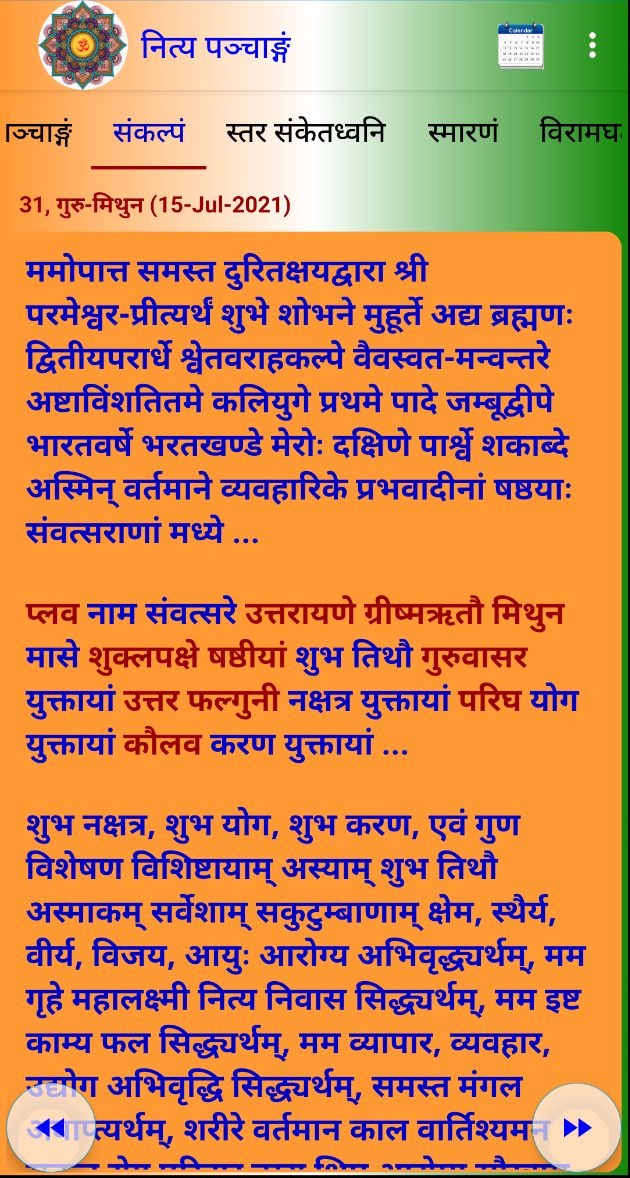 नित्य पञ्चाङ्गं
Calendar
संकल्पं स्तर संकेतध्वनि स्मारणं
31, गुरु-मिथुन (15-Jul-2021)
ममोपात्त समस्त दुरितक्षयद्वारा श्री
परमेश्वर-प्रीत्यर्थं शुभे शोभने मुहूर्ते अद्य ब्रह्मणः
द्वितीयपरार्धे श्वेतवराहकल्पे वैवस्वत-मन्वन्तरे
अष्टाविंशतितमे कलियुगे प्रथमे पादे जम्बूद्वीपे
भारतवर्षे भरतखण्डे मेरोः दक्षिणे पार्श्वे शकाब्दे
अस्मिन् वर्तमाने व्यवहारिके प्रभवादीनां षष्ठयाः
संवत्सराणां मध्ये ...
प्लव नाम संवत्सरे उत्तरायणे ग्रीष्मऋतौ मिथुन
मासे शुक्लपक्षे षष्ठीयां शुभ तिथौ गुरुवासर
युक्तायां उत्तर फल्गुनी नक्षत्र युक्तायां परिघ योग
युक्तायां कौलव करण युक्तायां ...
शुभ नक्षत्र, शुभ योग, शुभ करण, एवं गुण
विशेषण विशिष्टायाम् अस्याम् शुभ तिथौ
अस्माकम् सर्वेशाम् सकुटुम्बाणाम् क्षेम, स्थैर्य,
वीर्य, विजय, आयुः आरोग्य अभिवृद्ध्यर्थम्, मम
गृहे महालक्ष्मी नित्य निवास सिद्ध्यर्थम्, मम इष्ट
काम्य फल सिद्ध्यर्थम्, मम व्यापार, व्यवहार,
उद्योग अभिवृद्धि सिद्ध्यर्थम्, समस्त मंगल
शरीरे वर्तमान काल वार्तिश्यमन